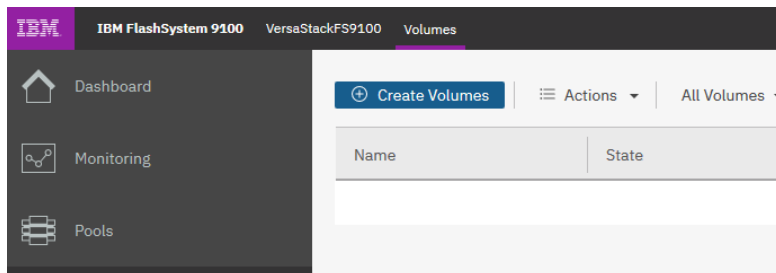 IBM IBM FlashSystem 9100 VersaStackFS9100 Volumes
Dashboard
Create Volumes Actions All Volumes
Monitoring
Name State
Pools